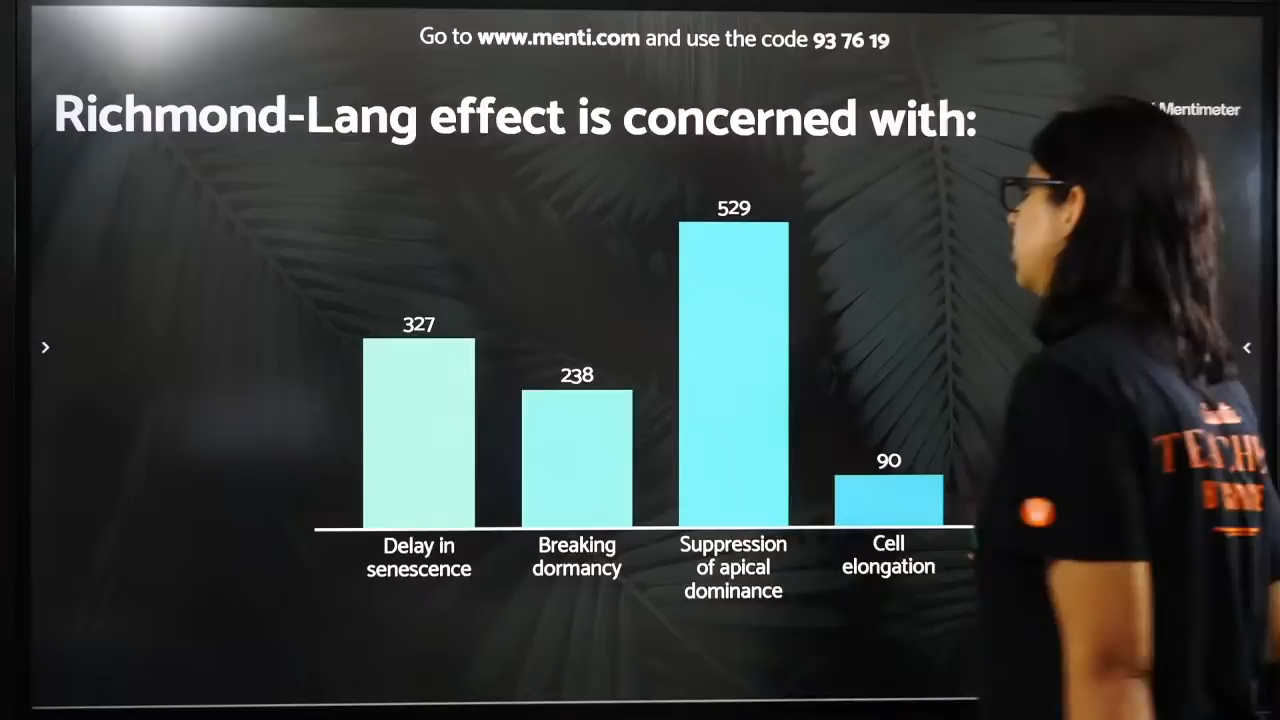 Go to www.menti.com and use the code 93 76 19
Richmond-Lang effect is concerned with:
Mentimeter
529
327
238
90
Delay in
senescence
Breaking
dormancy
Suppression
of apical
dominance
Cell
elongation